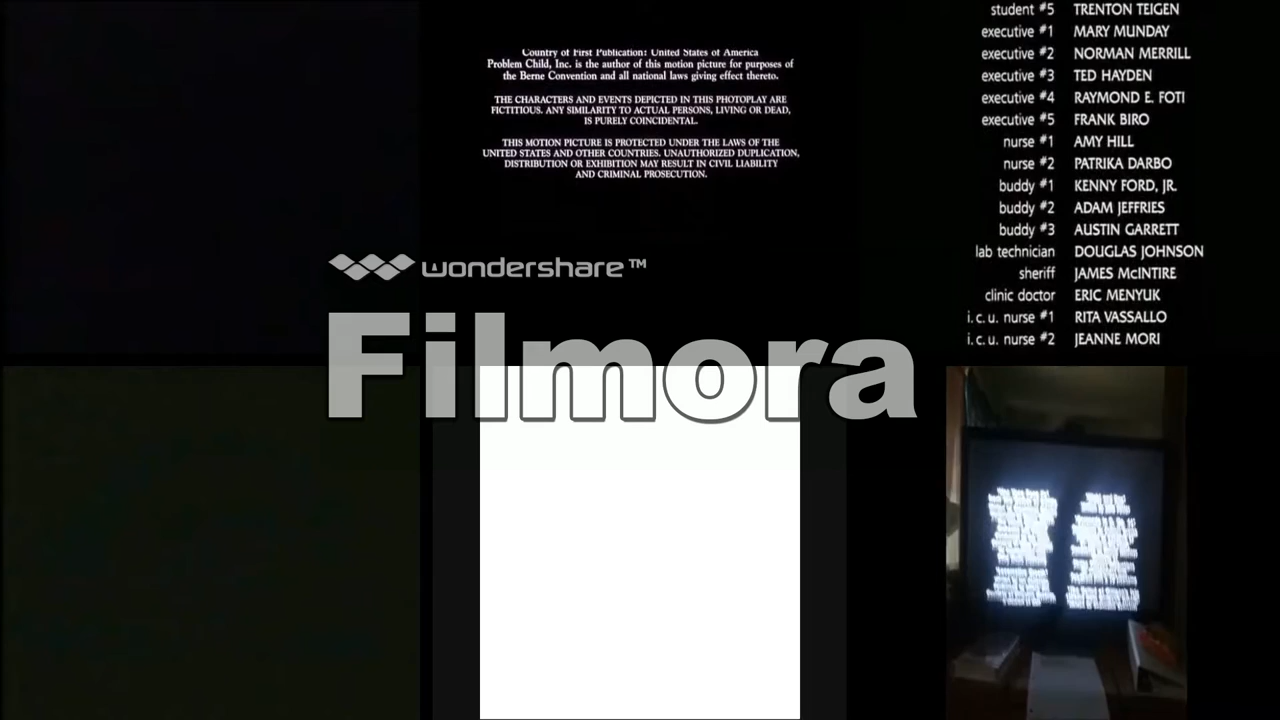 Country of First Publication: United States of America
Problem Child, Inc. is the author of this motion picture for purposes of
the Berne Convention and all national laws giving effect thereto.
THE CHARACTERS AND EVENTS DEPICTED IN THIS PHOTOPLAY ARE
FICTITIOUS. ANY SIMILARITY TO ACTUAL PERSONS, LIVING OR DEAD,
IS PURELY COINCIDENTAL.
THIS MOTION PICTURE IS PROTECTED UNDER THE LAWS OF THE
UNITED STATES AND OTHER COUNTRIES. UNAUTHORIZED DUPLICATION,
DISTRIBUTION OR EXHIBITION MAY RESULT IN CIVIL LIABILITY
AND CRIMINAL PROSECUTION.
student #5 TRENTON TEIGEN
executive #1 MARY MUNDAY
executive #2 NORMAN MERRILL
executive #3 TED HAYDEN
executive #4 RAYMOND E. FOTI
executive #5 FRANK BIRO
nurse #1 AMY HILL
nurse #2 PATRIKA DARBO
buddy #1 KENNY FORD, JR.
buddy #2 ADAM JEFFRIES
buddy #3 AUSTIN GARRETT
lab technician DOUGLAS JOHNSON
sheriff JAMES McINTIRE
clinic doctor ERIC MENYUK
i.c.u. nurse #1 RITA VASSALLO
i.c.u. nurse #2 JEANNE MORI
wondershare™
Filmora